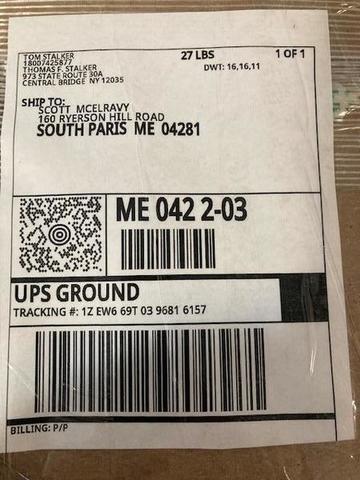 TOM STALKER
18007425877
THOMAS F. STALKER
973 STATE ROUTE 30A
CENTRAL BRIDGE NY 12035
27 LBS
1 OF 1
DWT: 16,16,11
SHIP TO:
SCOTT MCELRAVY
160 RYERSON HILL ROAD
SOUTH PARIS ME 04281
ME 042 2-03
UPS GROUND
TRACKING #: 1Z EW6 69T 03 9681 6157
BILLING: P/P